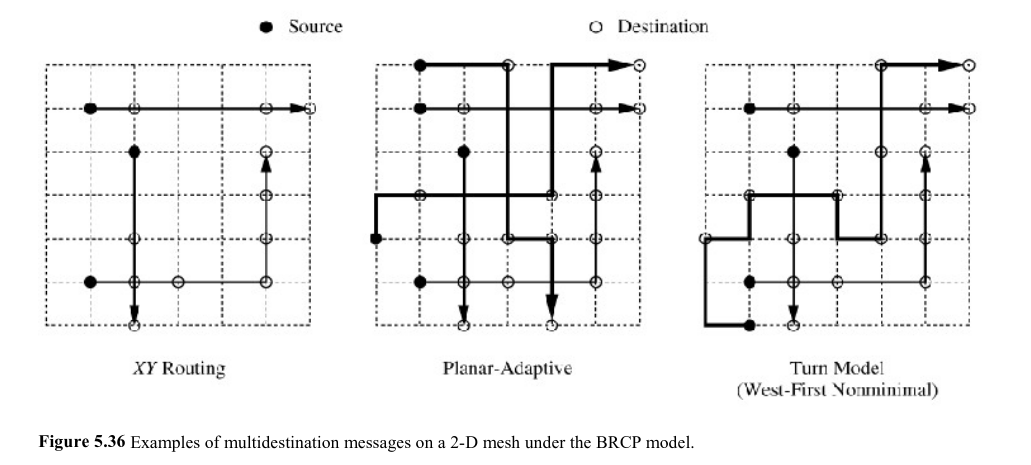 Source
Destination
XY Routing
Planar-Adaptive
Turn Model
(West-First Nonminimal)
Figure 5.36 Examples of multidestination messages on a 2-D mesh under the BRCP model.